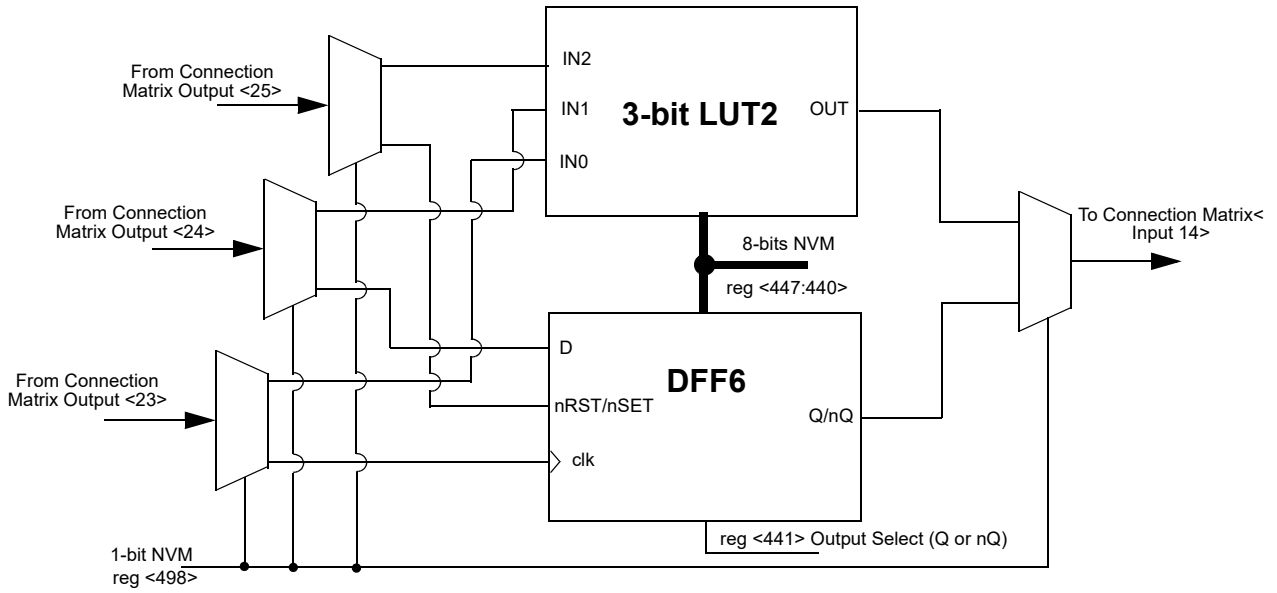 From Connection
Matrix Output <25>
IN2
IN1
IN0
3-bit LUT2
OUT
From Connection
Matrix Output <24>
To Connection Matrix<
Input 14>
8-bits NVM
reg <447:440>
From Connection
Matrix Output <23>
D
nRST/nSET
clk
DFF6
Q/nQ
reg <441> Output Select (Q or nQ)
1-bit NVM
reg <498>